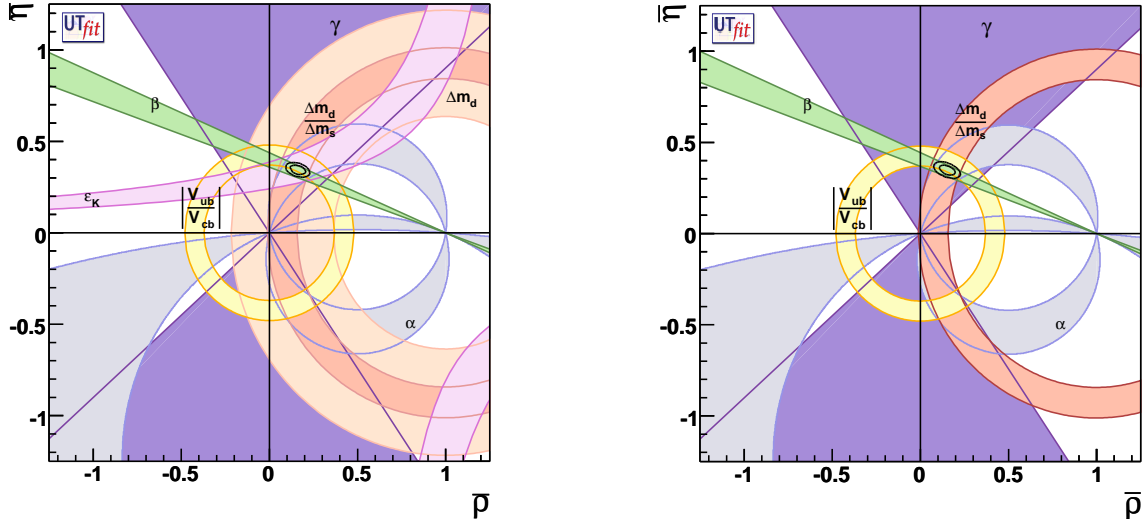 η̅
UTfit
γ
1
β
Δm_d
Δm_d
Δm_s
0.5
ε_K
|V_ub
V_cb|
0
α
-0.5
-1
-1 -0.5 0 0.5 1
ρ̅
η̅
UTfit
γ
1
β
Δm_d
Δm_s
0.5
|V_ub
V_cb|
0
α
-0.5
-1
-1 -0.5 0 0.5 1
ρ̅